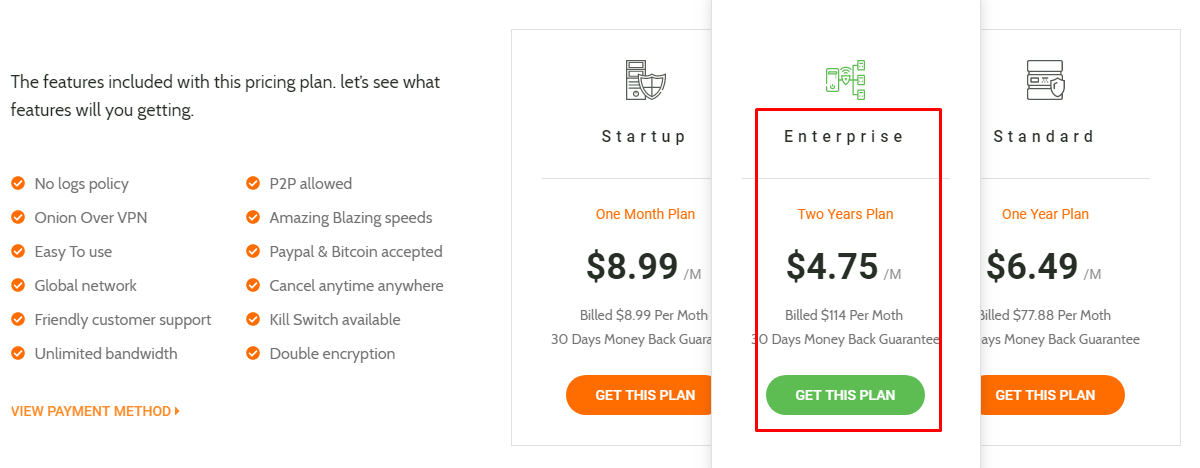 The features included with this pricing plan. let's see what
features will you getting.
No logs policy
Onion Over VPN
Easy To use
Global network
Friendly customer support
Unlimited bandwidth
P2P allowed
Amazing Blazing speeds
Paypal & Bitcoin accepted
Cancel anytime anywhere
Kill Switch available
Double encryption
VIEW PAYMENT METHOD
Startup
One Month Plan
$8.99 /M
Billed $8.99 Per Moth
30 Days Money Back Guara
GET THIS PLAN
Enterprise
Two Years Plan
$4.75 /M
Billed $114 Per Moth
30 Days Money Back Guarantee
GET THIS PLAN
Standard
One Year Plan
$6.49 /M
Billed $77.88 Per Moth
ays Money Back Guarantee
GET THIS PLAN